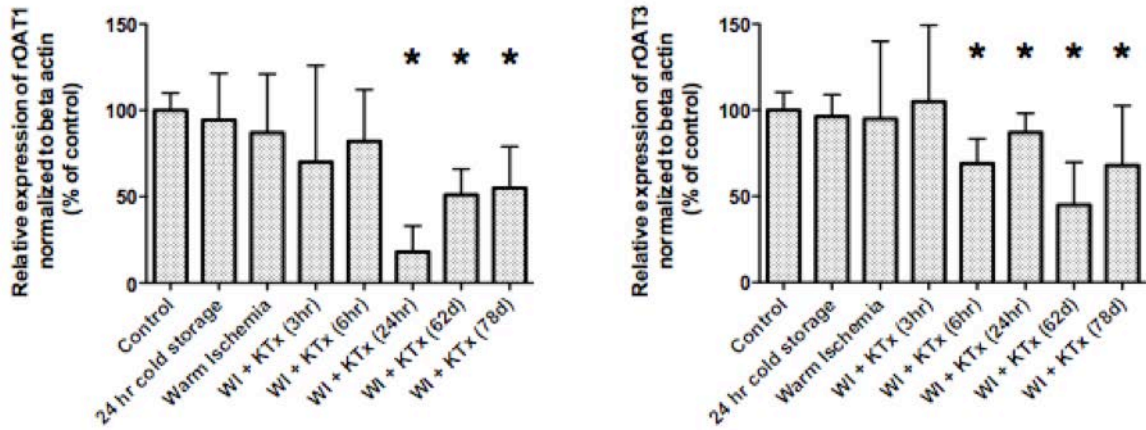 Relative expression of rOAT1
normalized to beta actin
(% of control)
150
100
50
0
*
*
*
Control
24 hr cold storage
Warm Ischemia
WI + KTx (3hr)
WI + KTx (6hr)
WI + KTx (24hr)
WI + KTx (62d)
WI + KTx (78d)
Relative expression of rOAT3
normalized to beta actin
(% of control)
150
100
50
0
*
*
*
*
Control
24 hr cold storage
Warm Ischemia
WI + KTx (3hr)
WI + KTx (6hr)
WI + KTx (24hr)
WI + KTx (62d)
WI + KTx (78d)